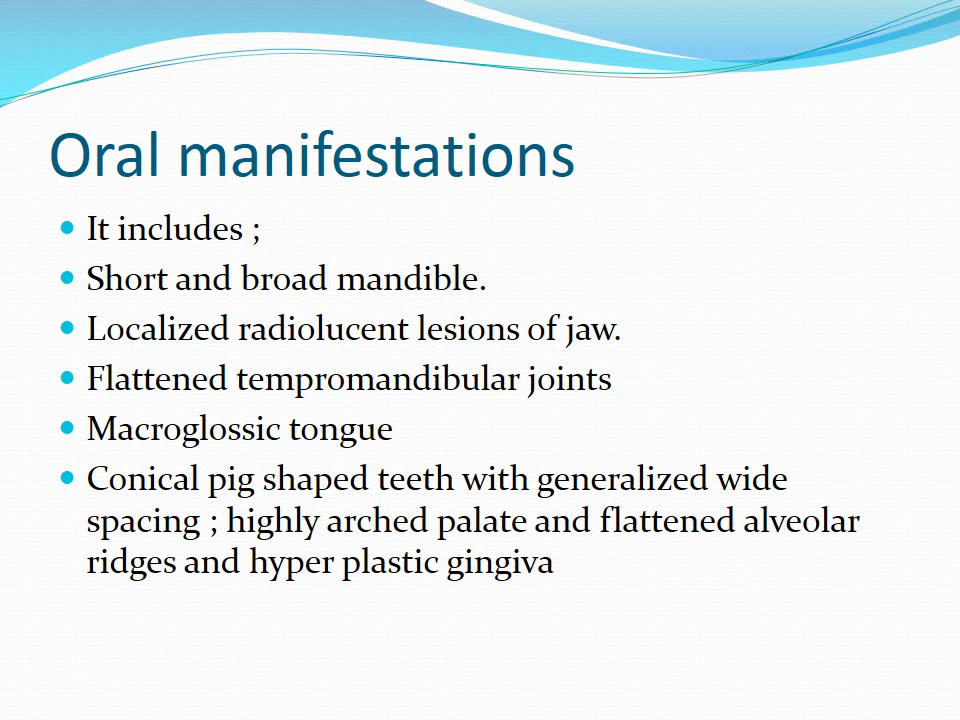 Oral manifestations
It includes ;
Short and broad mandible.
Localized radiolucent lesions of jaw.
Flattened tempromandibular joints
Macroglossic tongue
Conical pig shaped teeth with generalized wide
spacing ; highly arched palate and flattened alveolar
ridges and hyper plastic gingiva